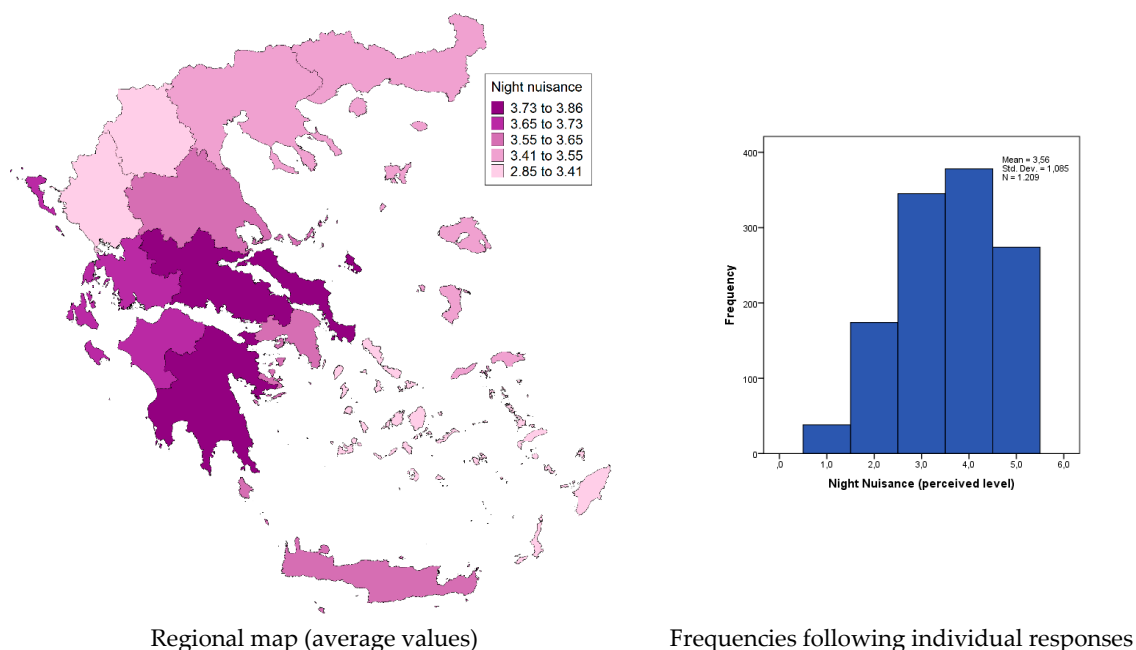 Night nuisance
3.73 to 3.86
3.65 to 3.73
3.55 to 3.65
3.41 to 3.55
2.85 to 3.41
Regional map (average values)
Mean = 3,56
Std. Dev. = 1,085
N = 1.209
400
300
200
100
0
Frequency
,0 1,0 2,0 3,0 4,0 5,0 6,0
Night Nuisance (perceived level)
Frequencies following individual responses